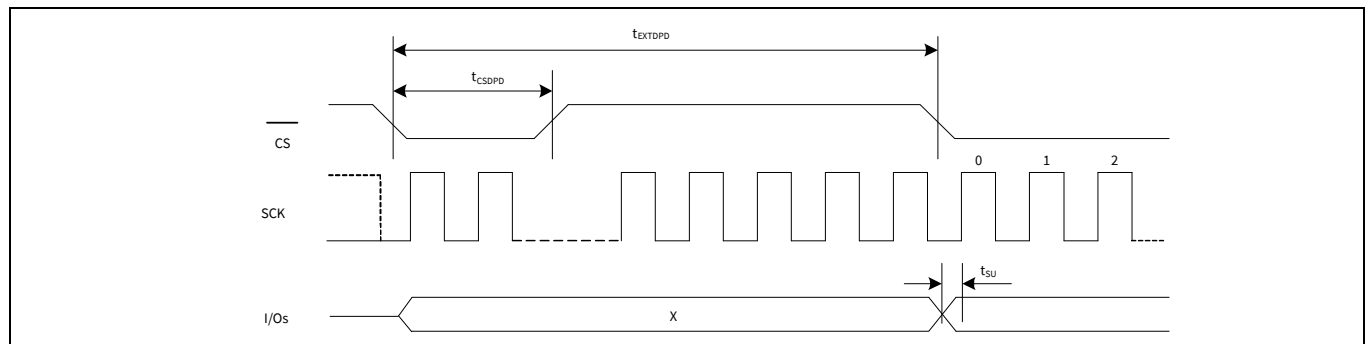 tEXTDPD
tCSDPD
CS
0 1 2
SCK
tSU
I/Os X